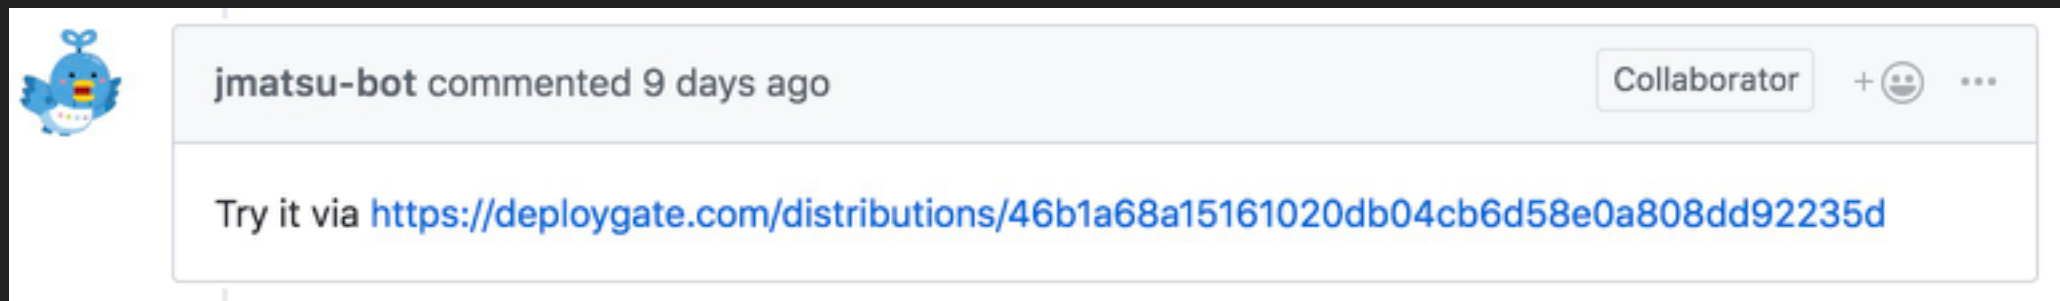 jmatsu-bot commented 9 days ago Collaborator
Try it via https://deploygate.com/distributions/46b1a68a15161020db04cb6d58e0a808dd92235d